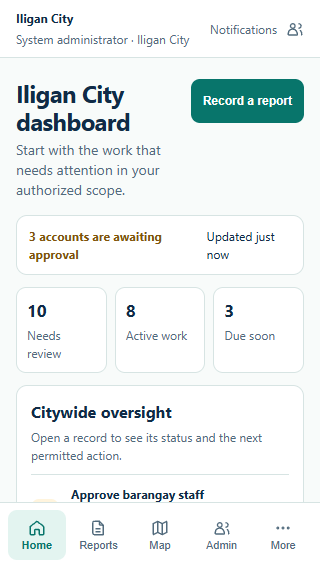 Iligan City
System administrator · Iligan City
Notifications
Iligan City
dashboard
Record a report
Start with the work that
needs attention in your
authorized scope.
3 accounts are awaiting
approval
Updated just
now
10
Needs
review
8
Active work
3
Due soon
Citywide oversight
Open a record to see its status and the next
permitted action.
Approve barangay staff
Home
Reports
Map
Admin
More